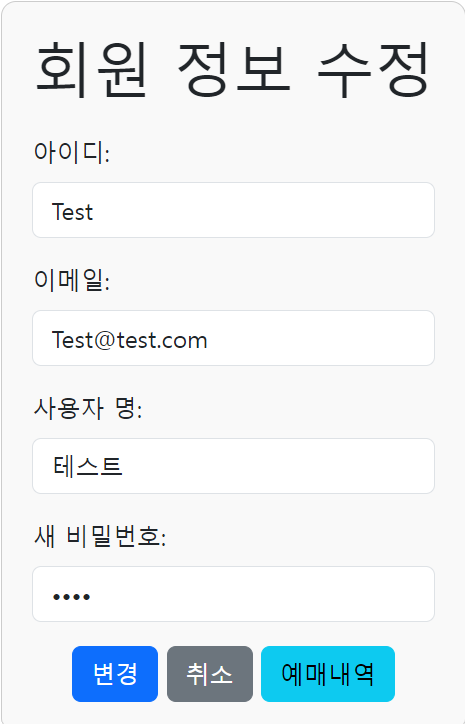 회원 정보 수정
아이디:
Test
이메일:
Test@test.com
사용자 명:
테스트
새 비밀번호:
••••
변경 취소 예매내역